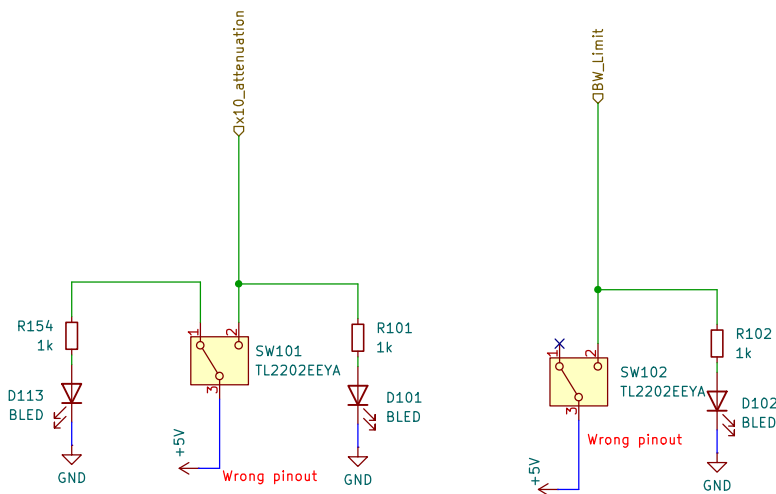 x10_attenuation
BW_Limit
R154
1k
1
2
SW101
TL2202EEYA
3
R101
1k
D113
BLED
D101
BLED
+5V
Wrong pinout
GND
GND
1
2
SW102
TL2202EEYA
3
R102
1k
D102
BLED
Wrong pinout
+5V
GND